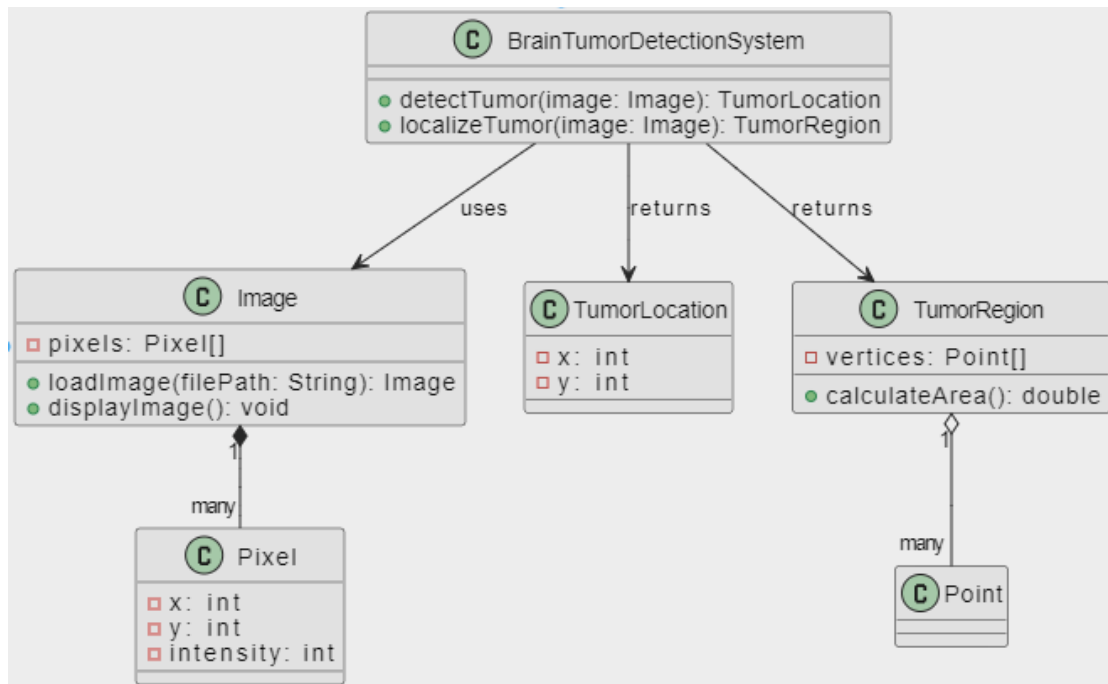 C BrainTumorDetectionSystem
detectTumor(image: Image): TumorLocation
localizeTumor(image: Image): TumorRegion
uses
returns
returns
C Image
pixels: Pixel[]
loadImage(filePath: String): Image
displayImage(): void
C TumorLocation
x: int
y: int
C TumorRegion
vertices: Point[]
calculateArea(): double
1
many
1
many
C Pixel
x: int
y: int
intensity: int
C Point